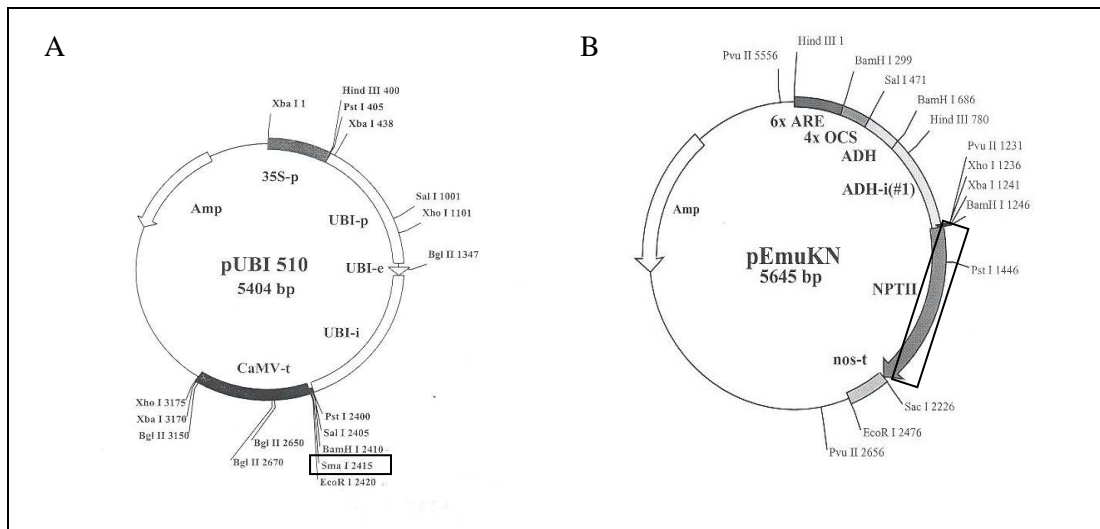 A
Xba I 1
Hind III 400
Pst I 405
Xba I 438
35S-p
Sal I 1001
Xho I 1101
UBI-p
Amp
pUBI 510
5404 bp
UBI-e
Bgl II 1347
UBI-i
CaMV-t
Xho I 3175
Xba I 3170
Bgl II 3150
Bgl II 2650
Bgl II 2670
Pst I 2400
Sal I 2405
BamH I 2410
Sma I 2415
EcoR I 2420
B
Hind III 1
Pvu II 5556
BamH I 299
Sal I 471
BamH I 686
Hind III 780
6x ARE
4x OCS
ADH
ADH-i(#1)
Pvu II 1231
Xho I 1236
Xba I 1241
BamH I 1246
Amp
pEmuKN
5645 bp
NPTII
Pst I 1446
nos-t
Sac I 2226
EcoR I 2476
Pvu II 2656